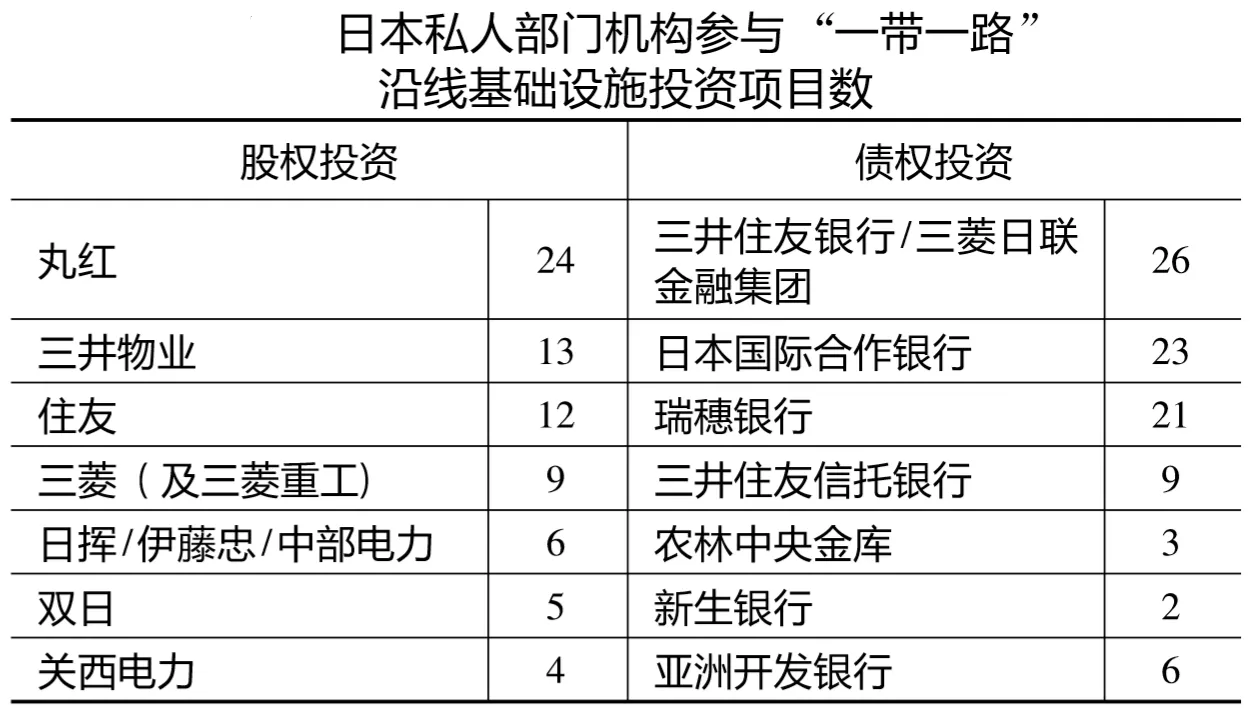 日本私人部门机构参与“一带一路”
沿线基础设施投资项目数
股权投资 债权投资
丸红 24 三井住友银行/三菱日联金融集团 26
三井物业 13 日本国际合作银行 23
住友 12 瑞穗银行 21
三菱（及三菱重工) 9 三井住友信托银行 9
日挥/伊藤忠/中部电力 6 农林中央金库 3
双日 5 新生银行 2
关西电力 4 亚洲开发银行 6